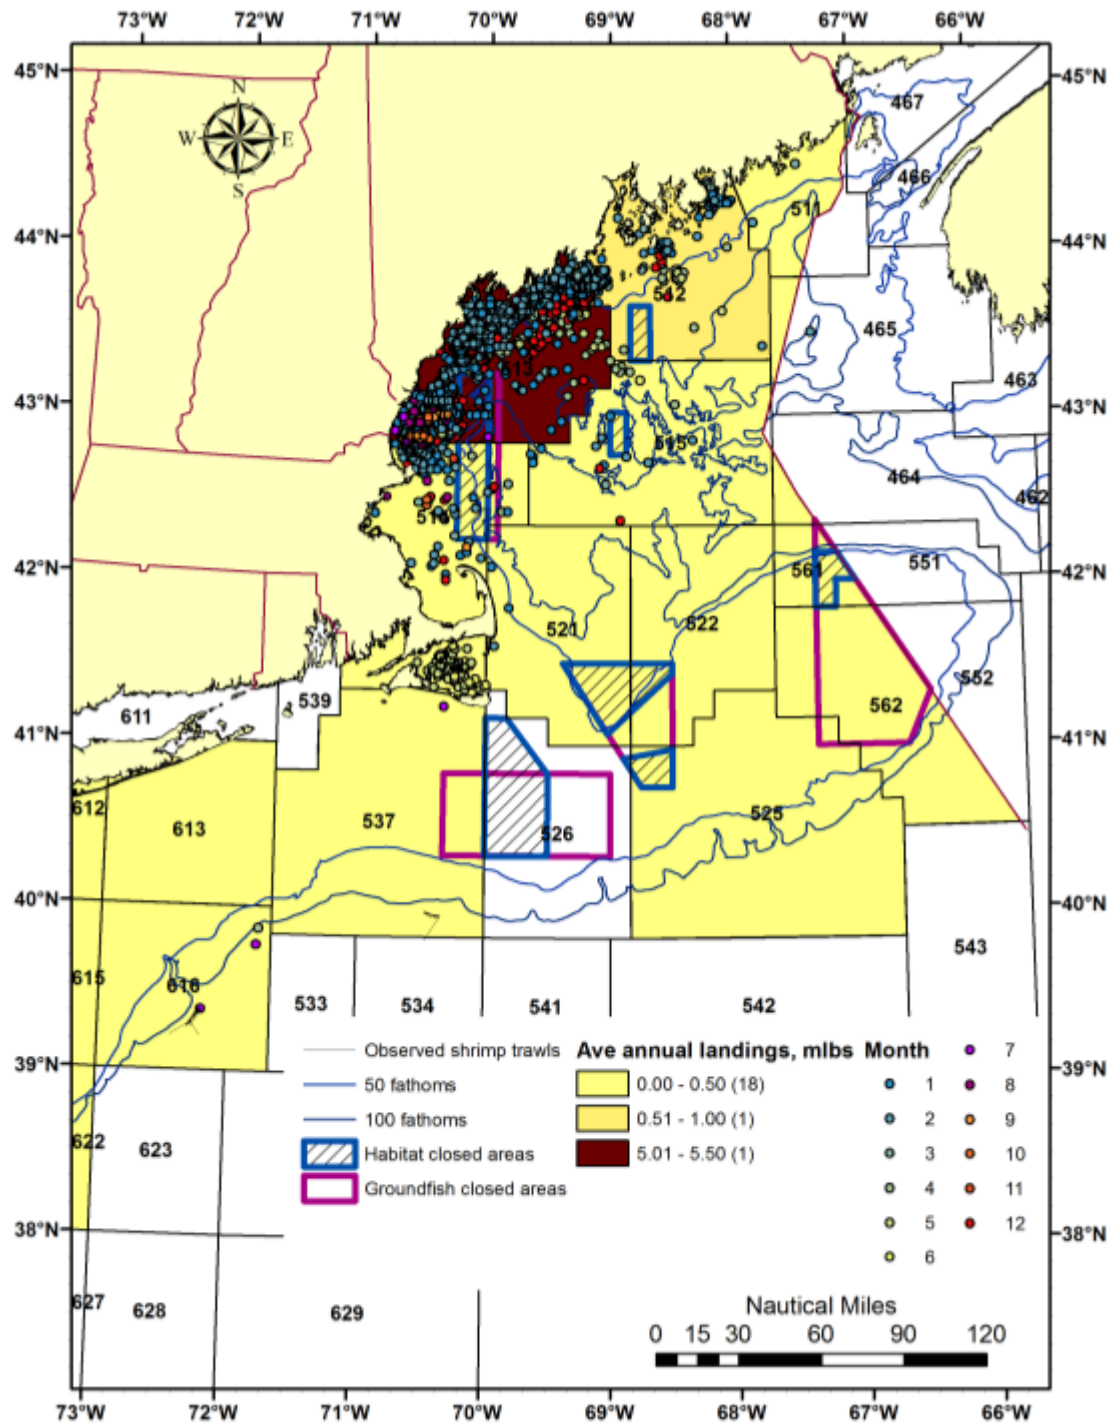 73°W 72°W 71°W 70°W 69°W 68°W 67°W 66°W
45°N 45°N
N
W E
S
467
466
511
44°N 44°N
512
465
513
463
43°N 43°N
515
464
462
514
42°N 42°N
561
551
521
522
552
539
562
611
41°N 41°N
612
613
537
526
525
40°N 40°N
543
615
616
533 534 541 542
39°N 39°N
Observed shrimp trawls
50 fathoms
100 fathoms
Habitat closed areas
Groundfish closed areas
Ave annual landings, mlbs
0.00 - 0.50 (18)
0.51 - 1.00 (1)
5.01 - 5.50 (1)
Month
1
2
3
4
5
6
7
8
9
10
11
12
622
623
38°N 38°N
627
628
629
Nautical Miles
0 15 30 60 90 120
73°W 72°W 71°W 70°W 69°W 68°W 67°W 66°W